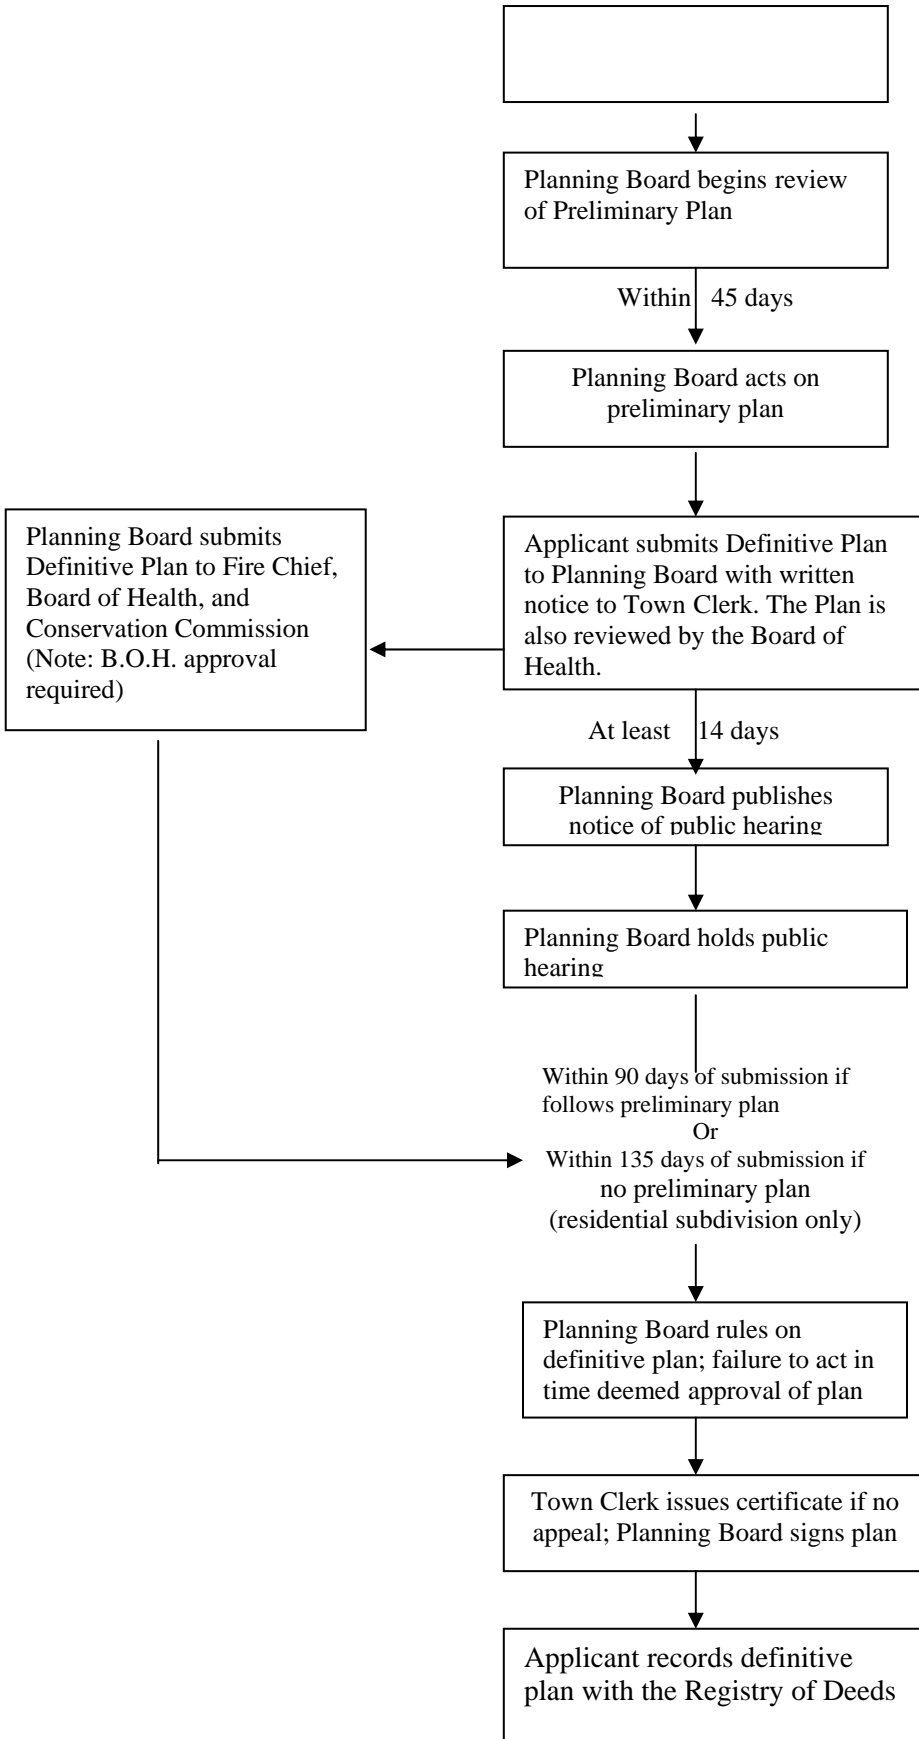 Planning Board begins review
of Preliminary Plan
Within 45 days
Planning Board acts on
preliminary plan
Planning Board submits
Definitive Plan to Fire Chief,
Board of Health, and
Conservation Commission
(Note: B.O.H. approval
required)
Applicant submits Definitive Plan
to Planning Board with written
notice to Town Clerk. The Plan is
also reviewed by the Board of
Health.
At least 14 days
Planning Board publishes
notice of public hearing
Planning Board holds public
hearing
Within 90 days of submission if
follows preliminary plan
Or
Within 135 days of submission if
no preliminary plan
(residential subdivision only)
Planning Board rules on
definitive plan; failure to act in
time deemed approval of plan
Town Clerk issues certificate if no
appeal; Planning Board signs plan
Applicant records definitive
plan with the Registry of Deeds